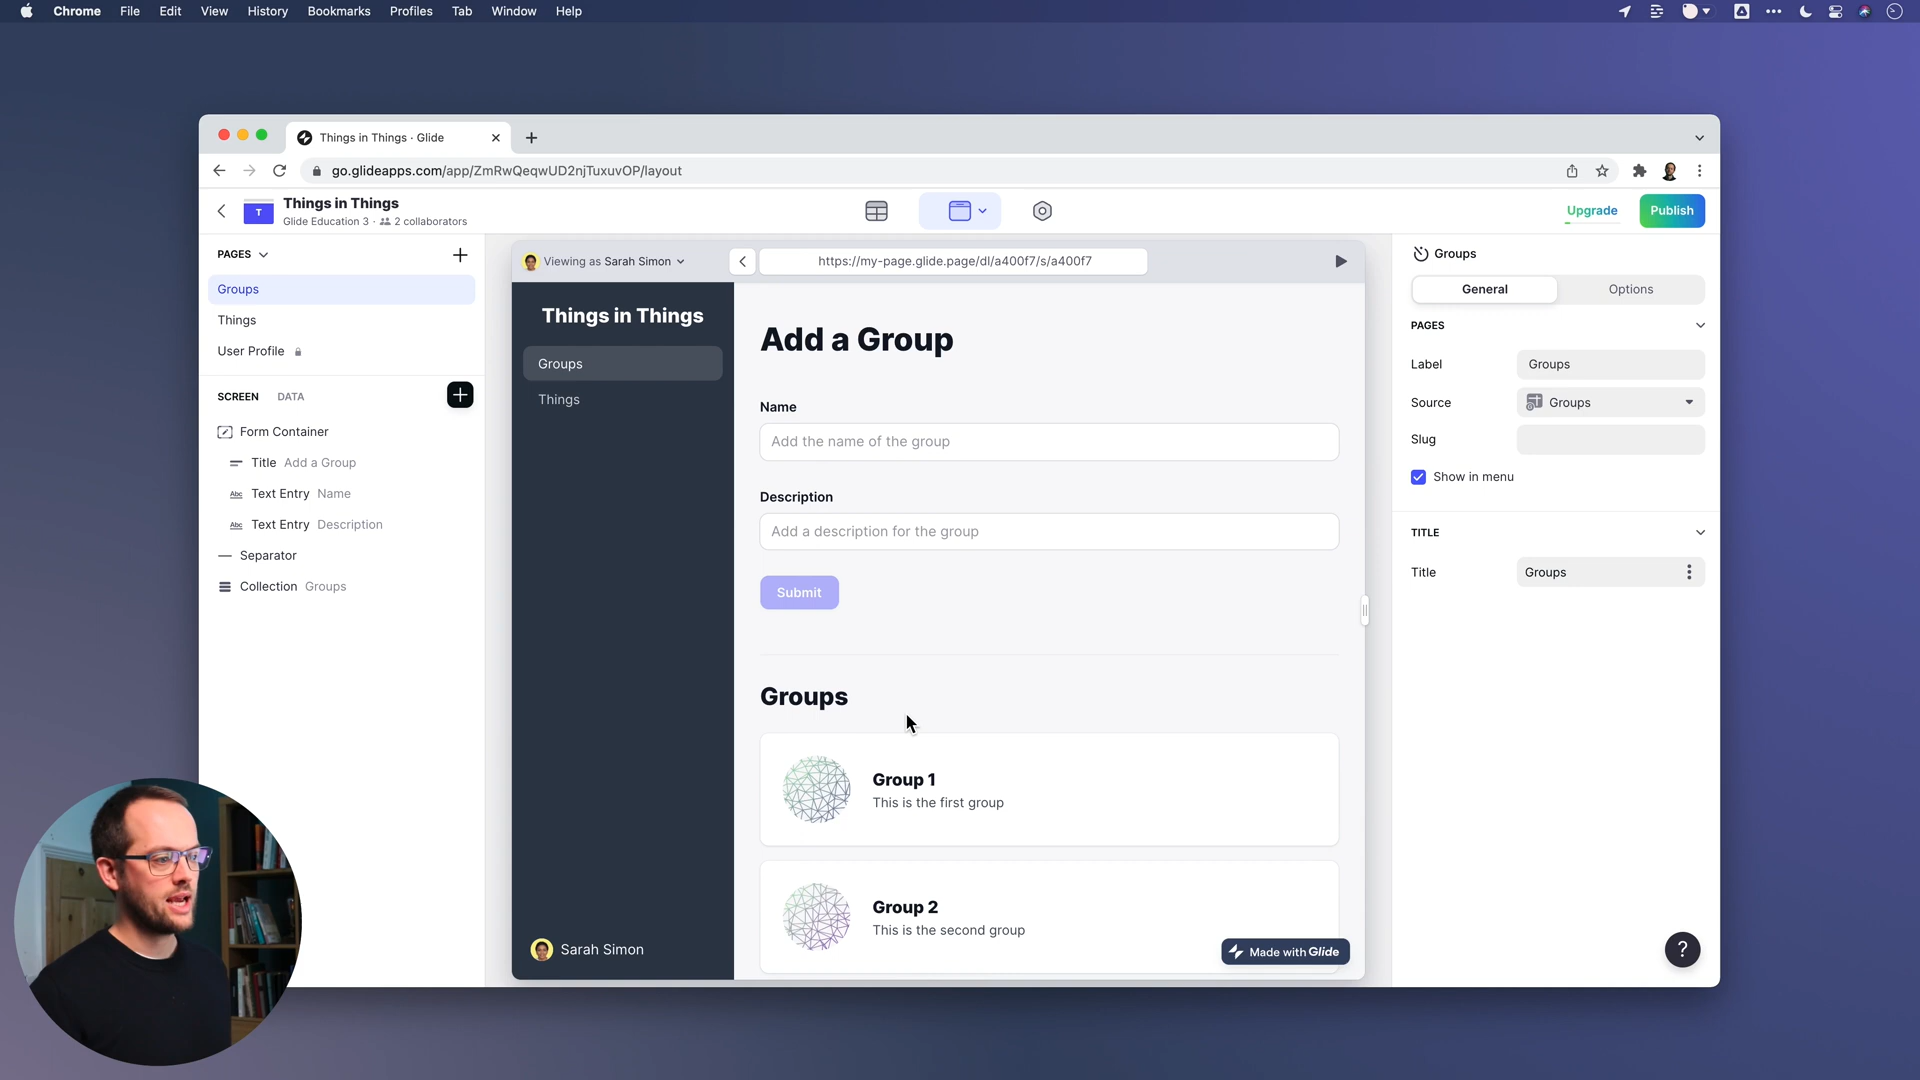 Chrome File Edit View History Bookmarks Profiles Tab Window Help
Things in Things · Glide
go.glideapps.com/app/ZmRwQeqwUD2njTuxuvOP/layout
T
Things in Things
Glide Education 3 · 2 collaborators
Upgrade
Publish
PAGES
Groups
Things
User Profile
SCREEN DATA
Form Container
Title Add a Group
Abc Text Entry Name
Abc Text Entry Description
Separator
Collection Groups
Viewing as Sarah Simon
https://my-page.glide.page/dl/a400f7/s/a400f7
Things in Things
Groups
Things
Sarah Simon
Add a Group
Name
Add the name of the group
Description
Add a description for the group
Submit
Groups
Group 1
This is the first group
Group 2
This is the second group
Made with Glide
Groups
General Options
PAGES
Label Groups
Source Groups
Slug
Show in menu
TITLE
Title Groups
?